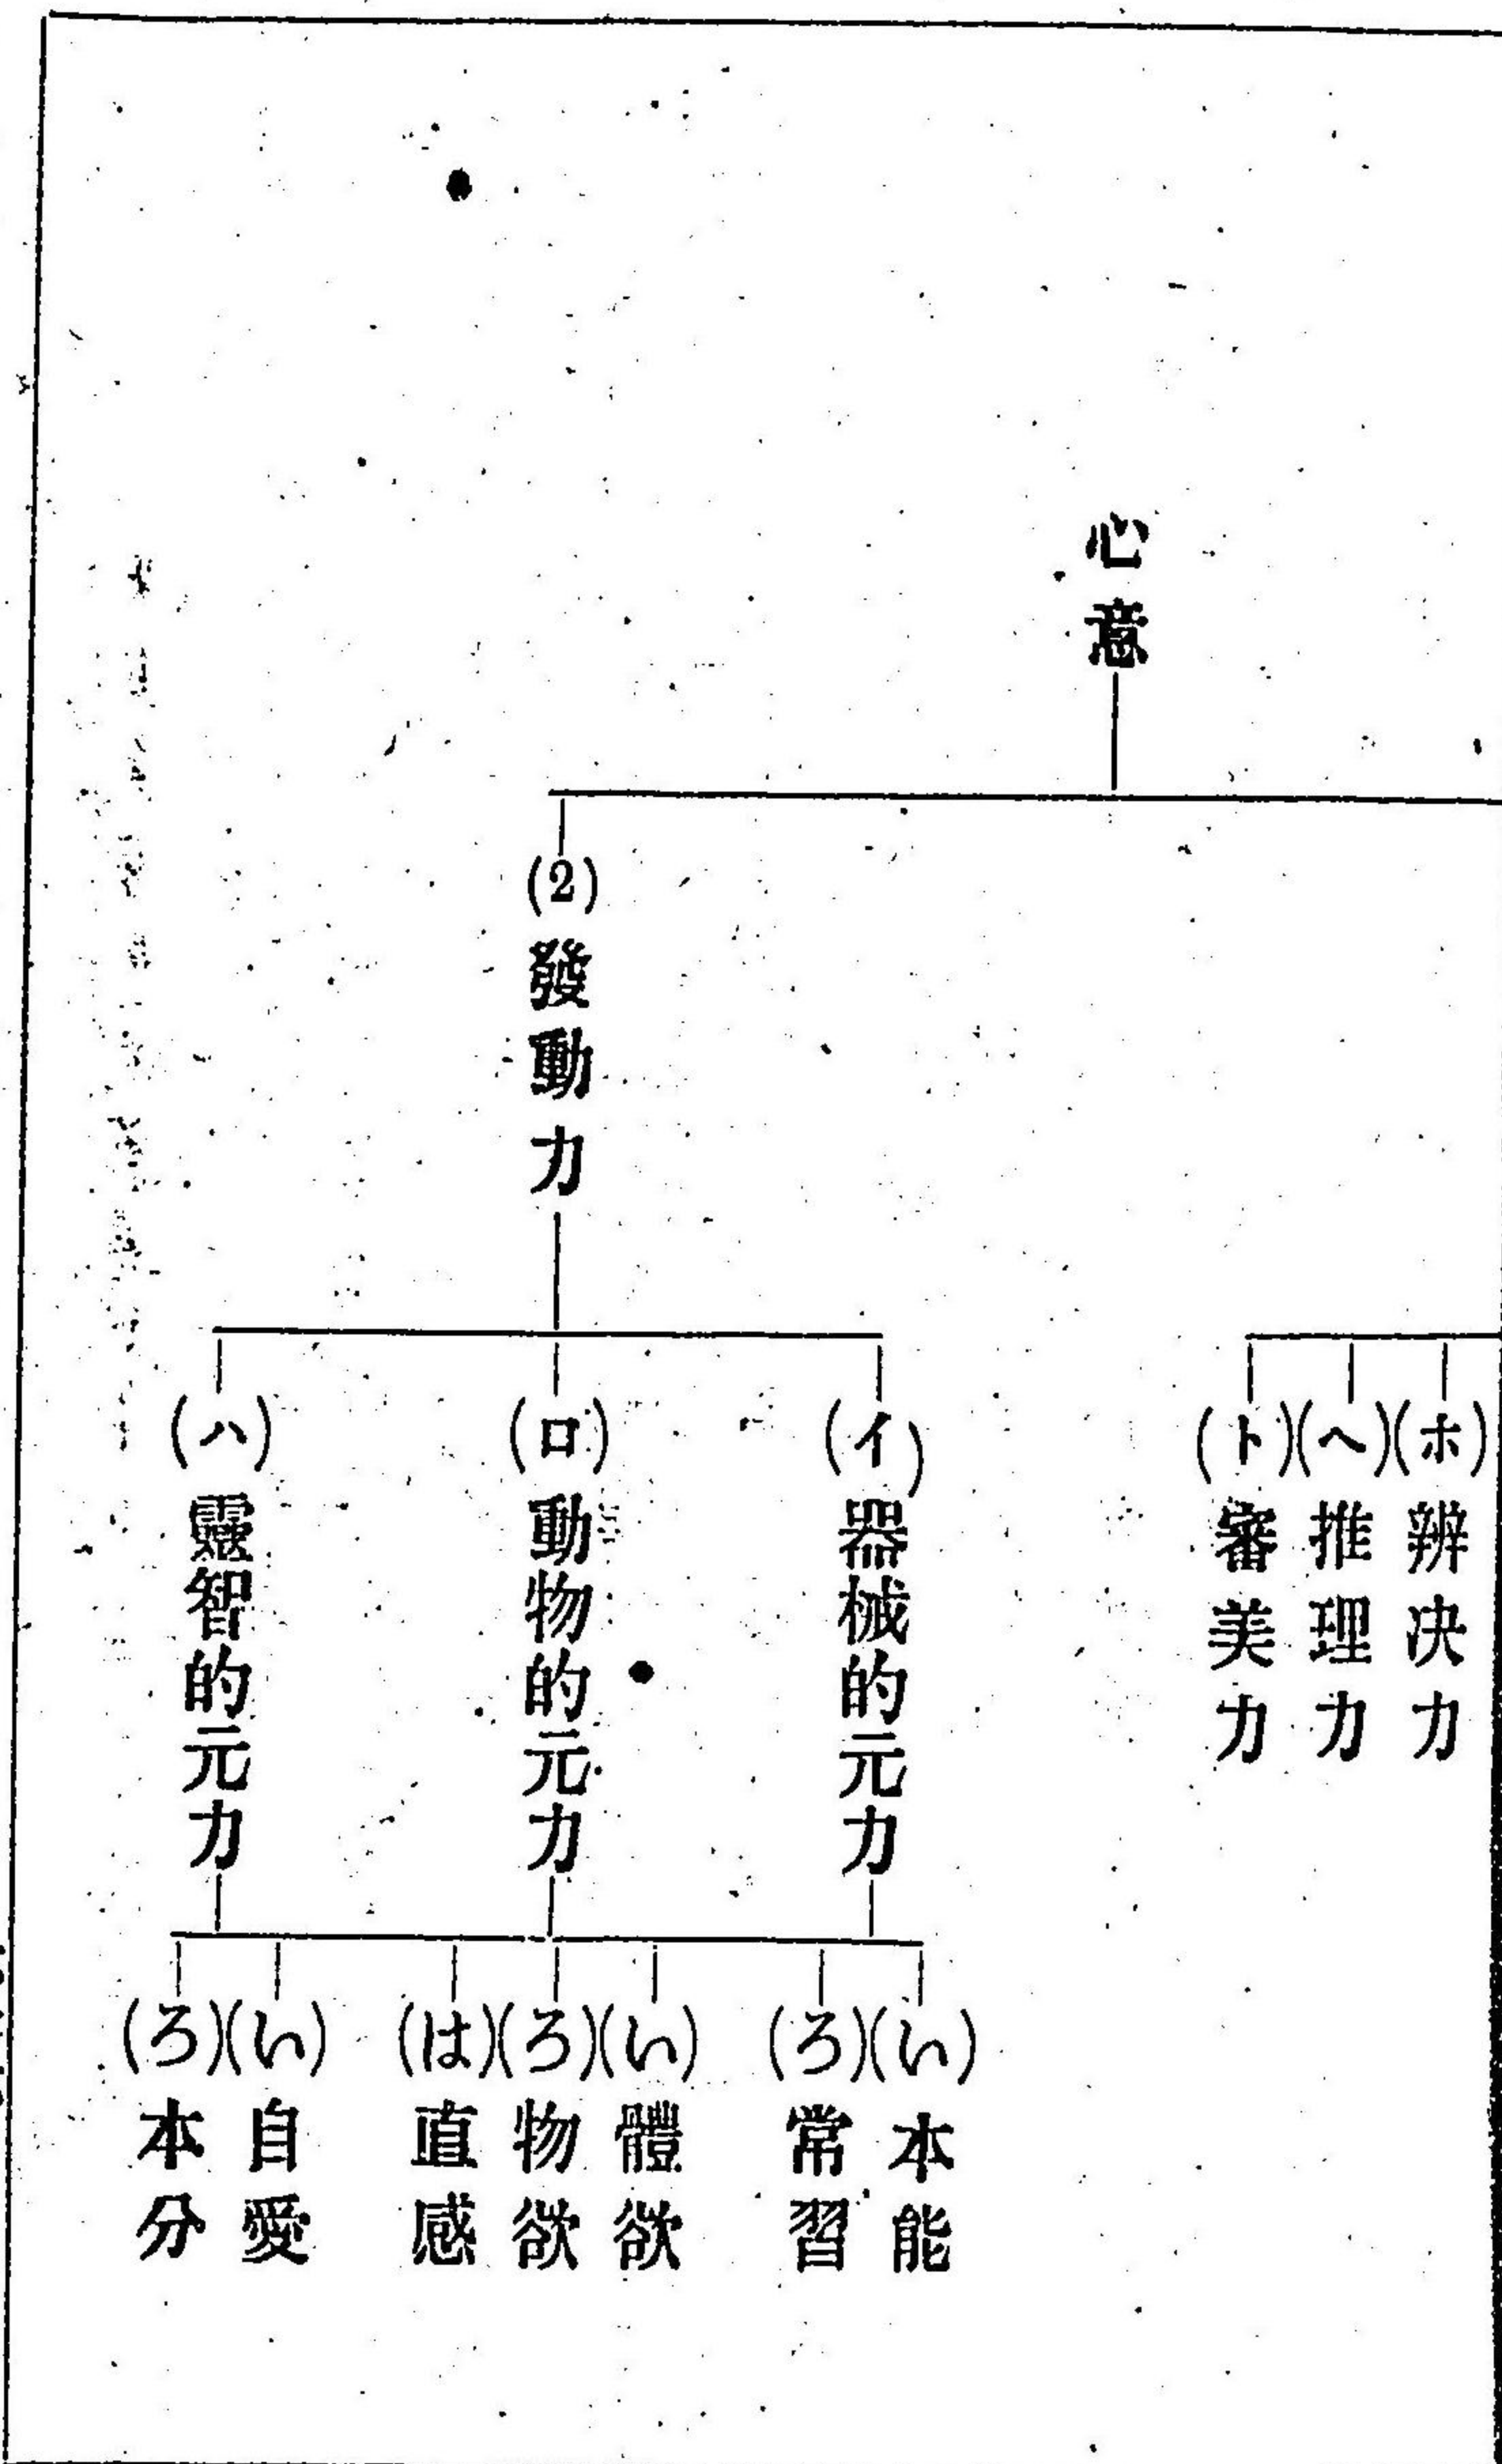 (ホ)辨决力
(ヘ)推理力
(ト)審美力
心意
(2)發動力
(イ)器械的元力
(い)本能
(ろ)常習
(ロ)動物的元力
(い)體欲
(ろ)物欲
(は)直感
(ハ)靈智的元力
(い)自愛
(ろ)本分